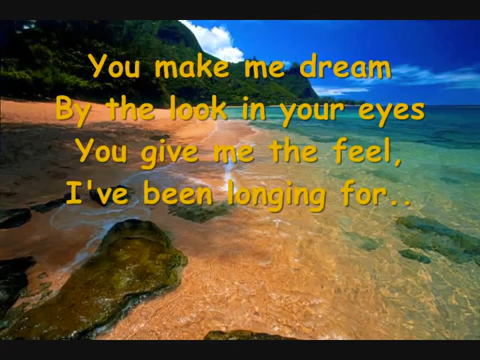 You make me dream
By the look in your eyes
You give me the feel,
I've been longing for..